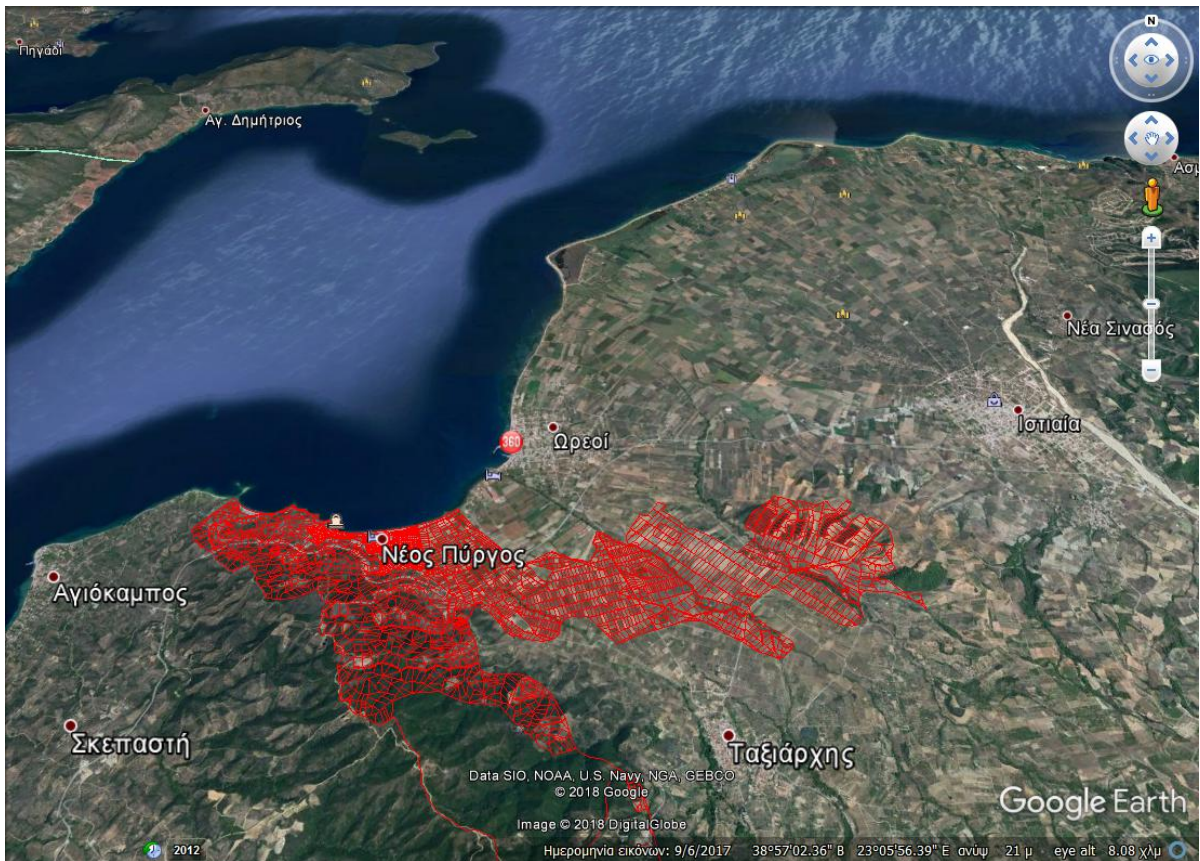 Πηγάδι
Αγ. Δημήτριος
N
Ασμ
Νέα Σινασός
Ιστιαία
360
Ωρεοί
Νέος Πύργος
Αγιόκαμπος
Σκεπαστή
Ταξιάρχης
Data SIO, NOAA, U.S. Navy, NGA, GEBCO
© 2018 Google
Image © 2018 DigitalGlobe
Google Earth
2012
Ημερομηνία εικόνων: 9/6/2017 38°57'02.36" Β 23°05'56.39" Ε ανύψ 21 μ eye alt 8.08 χλμ